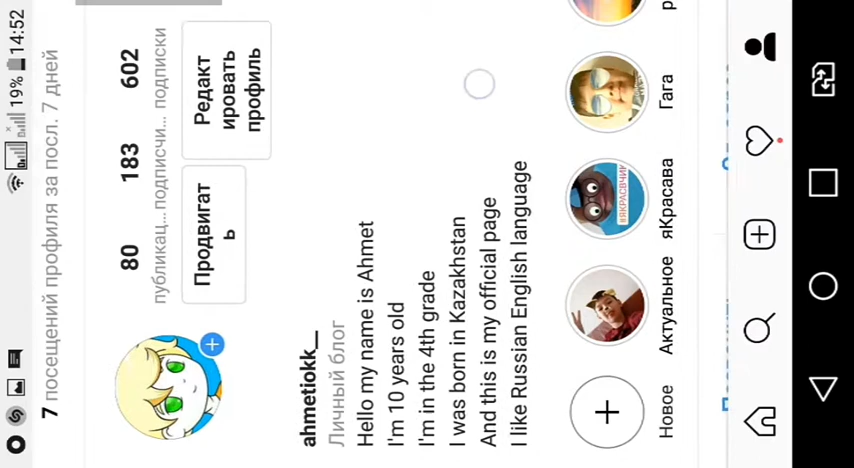 19% 14:52
7 посещений профиля за посл. 7 дней
80 183 602
публикац... подписчи... подписки
Продвигат
ь
Редакт
ировать
профиль
ahmetiokk__
Личный блог
Hello my name is Ahmet
I'm 10 years old
I'm in the 4th grade
I was born in Kazakhstan
And this is my official page
I like Russian English language
#ЯКРАСАВЧИК
Новое Актуальное яКрасава Гага